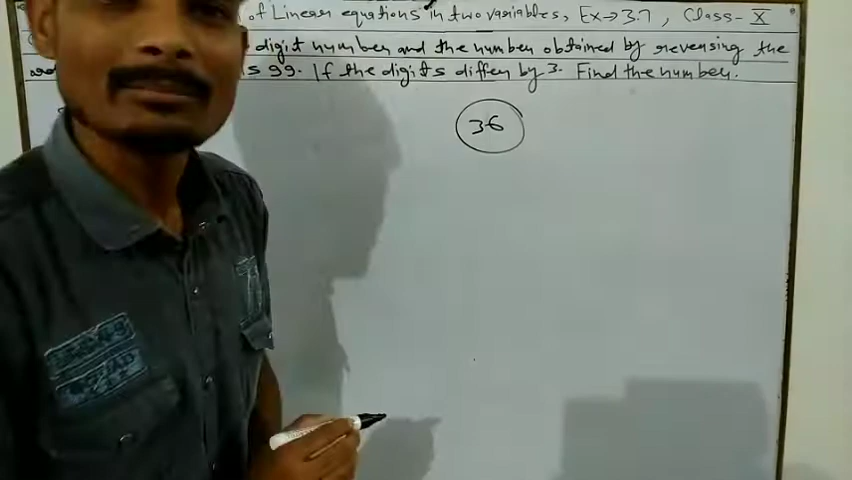 of Linear equations in two variables, Ex→3.7, Class-X
digit number and the number obtained by reversing the
is 99. If the digits differ by 3. Find the number.
36